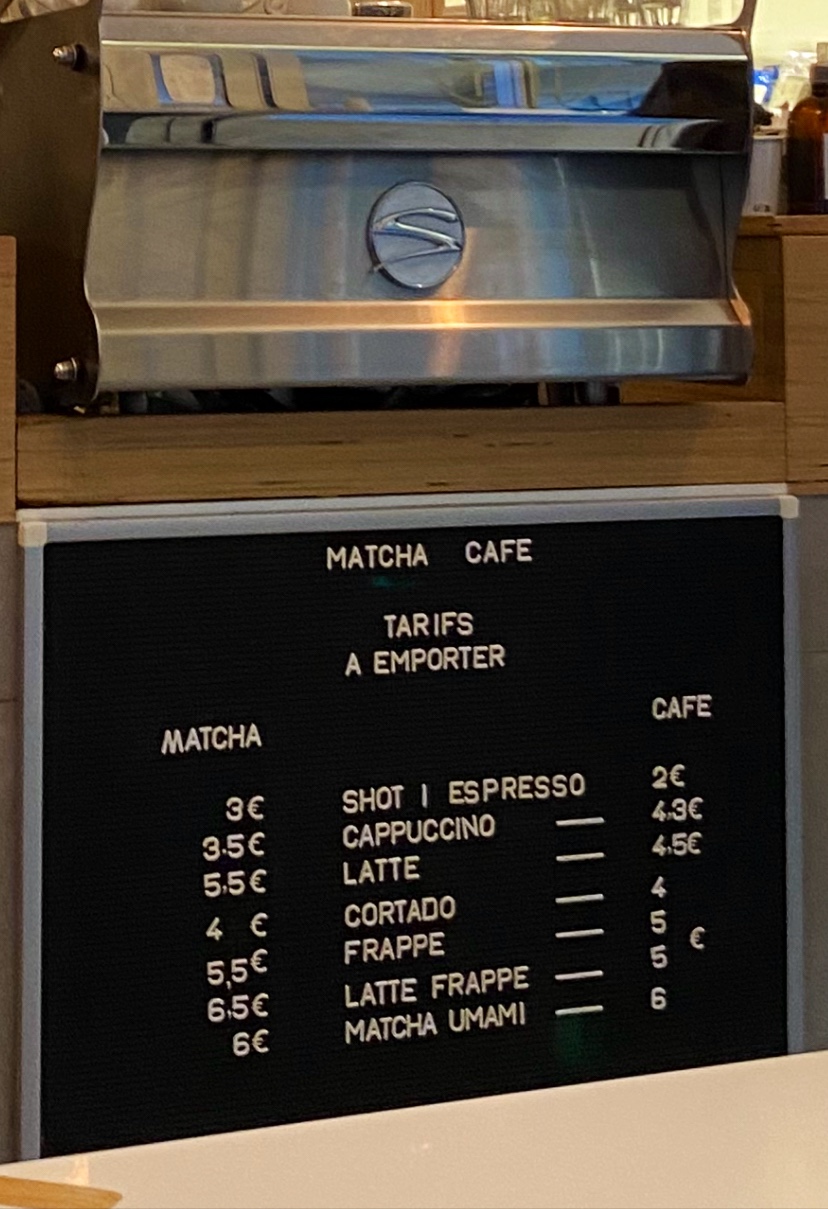 MATCHA CAFE
TARIFS
A EMPORTER
MATCHA CAFE
3€ SHOT | ESPRESSO 2€
3.5€ CAPPUCCINO — 4,3€
5,5€ LATTE — 4,5€
4 € CORTADO — 4
5,5€ FRAPPE — 5 €
6,5€ LATTE FRAPPE — 5
6€ MATCHA UMAMI — 6